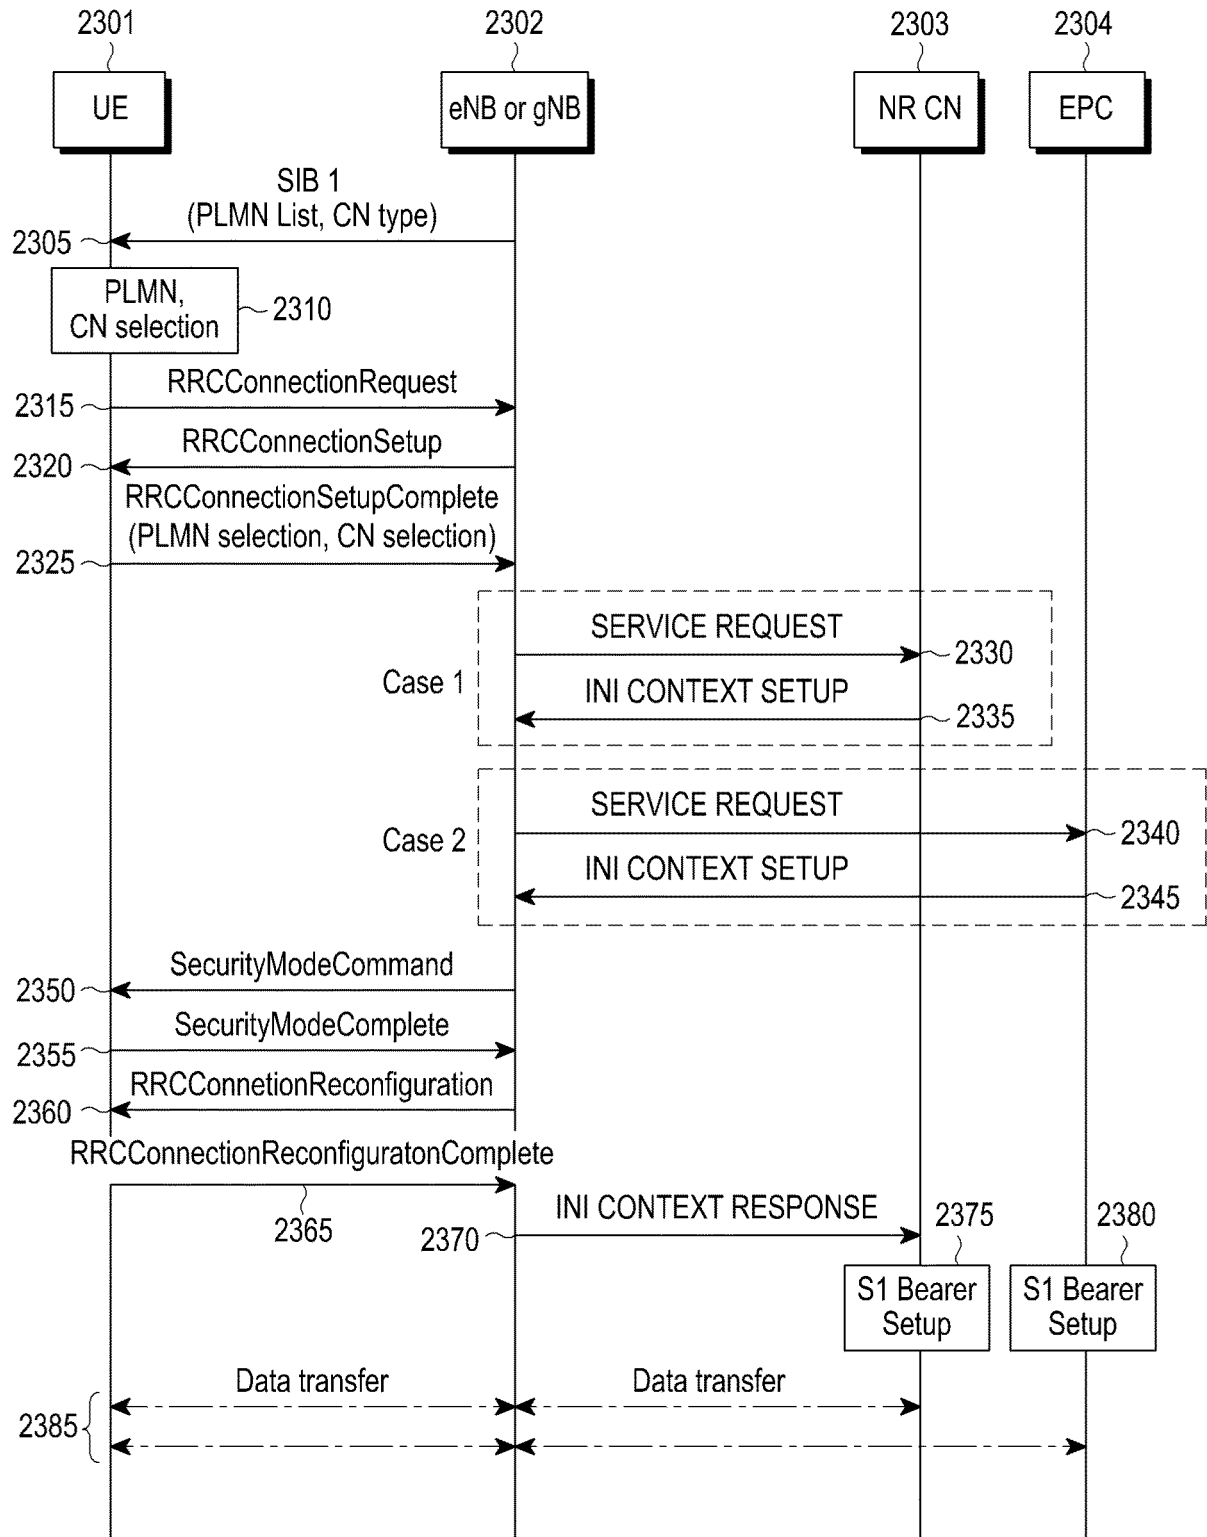 2301
2302
2303
2304
UE
eNB or gNB
NR CN
EPC
SIB 1
(PLMN List, CN type)
2305
PLMN,
CN selection
2310
RRCConnectionRequest
2315
RRCConnectionSetup
2320
RRCConnectionSetupComplete
(PLMN selection, CN selection)
2325
SERVICE REQUEST
2330
Case 1
INI CONTEXT SETUP
2335
SERVICE REQUEST
2340
Case 2
INI CONTEXT SETUP
2345
SecurityModeCommand
2350
SecurityModeComplete
2355
RRCConnetionReconfiguration
2360
RRCConnectionReconfiguratonComplete
2365
INI CONTEXT RESPONSE
2370
2375
2380
S1 Bearer
Setup
S1 Bearer
Setup
Data transfer
Data transfer
2385